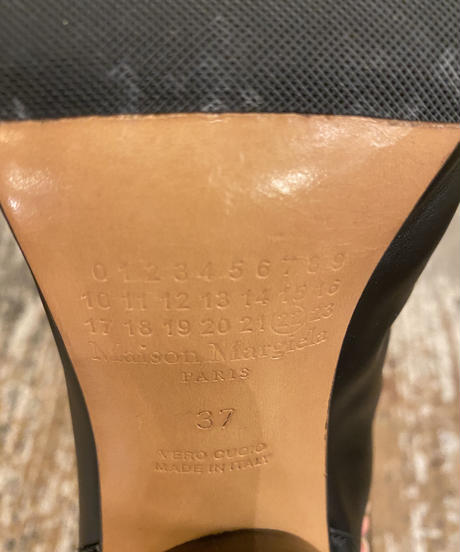 0 1 2 3 4 5 6 7 8 9
10 11 12 13 14 15 16
17 18 19 20 21 22 23
Maison Margiela
PARIS
37
VERO CUOIO
MADE IN ITALY